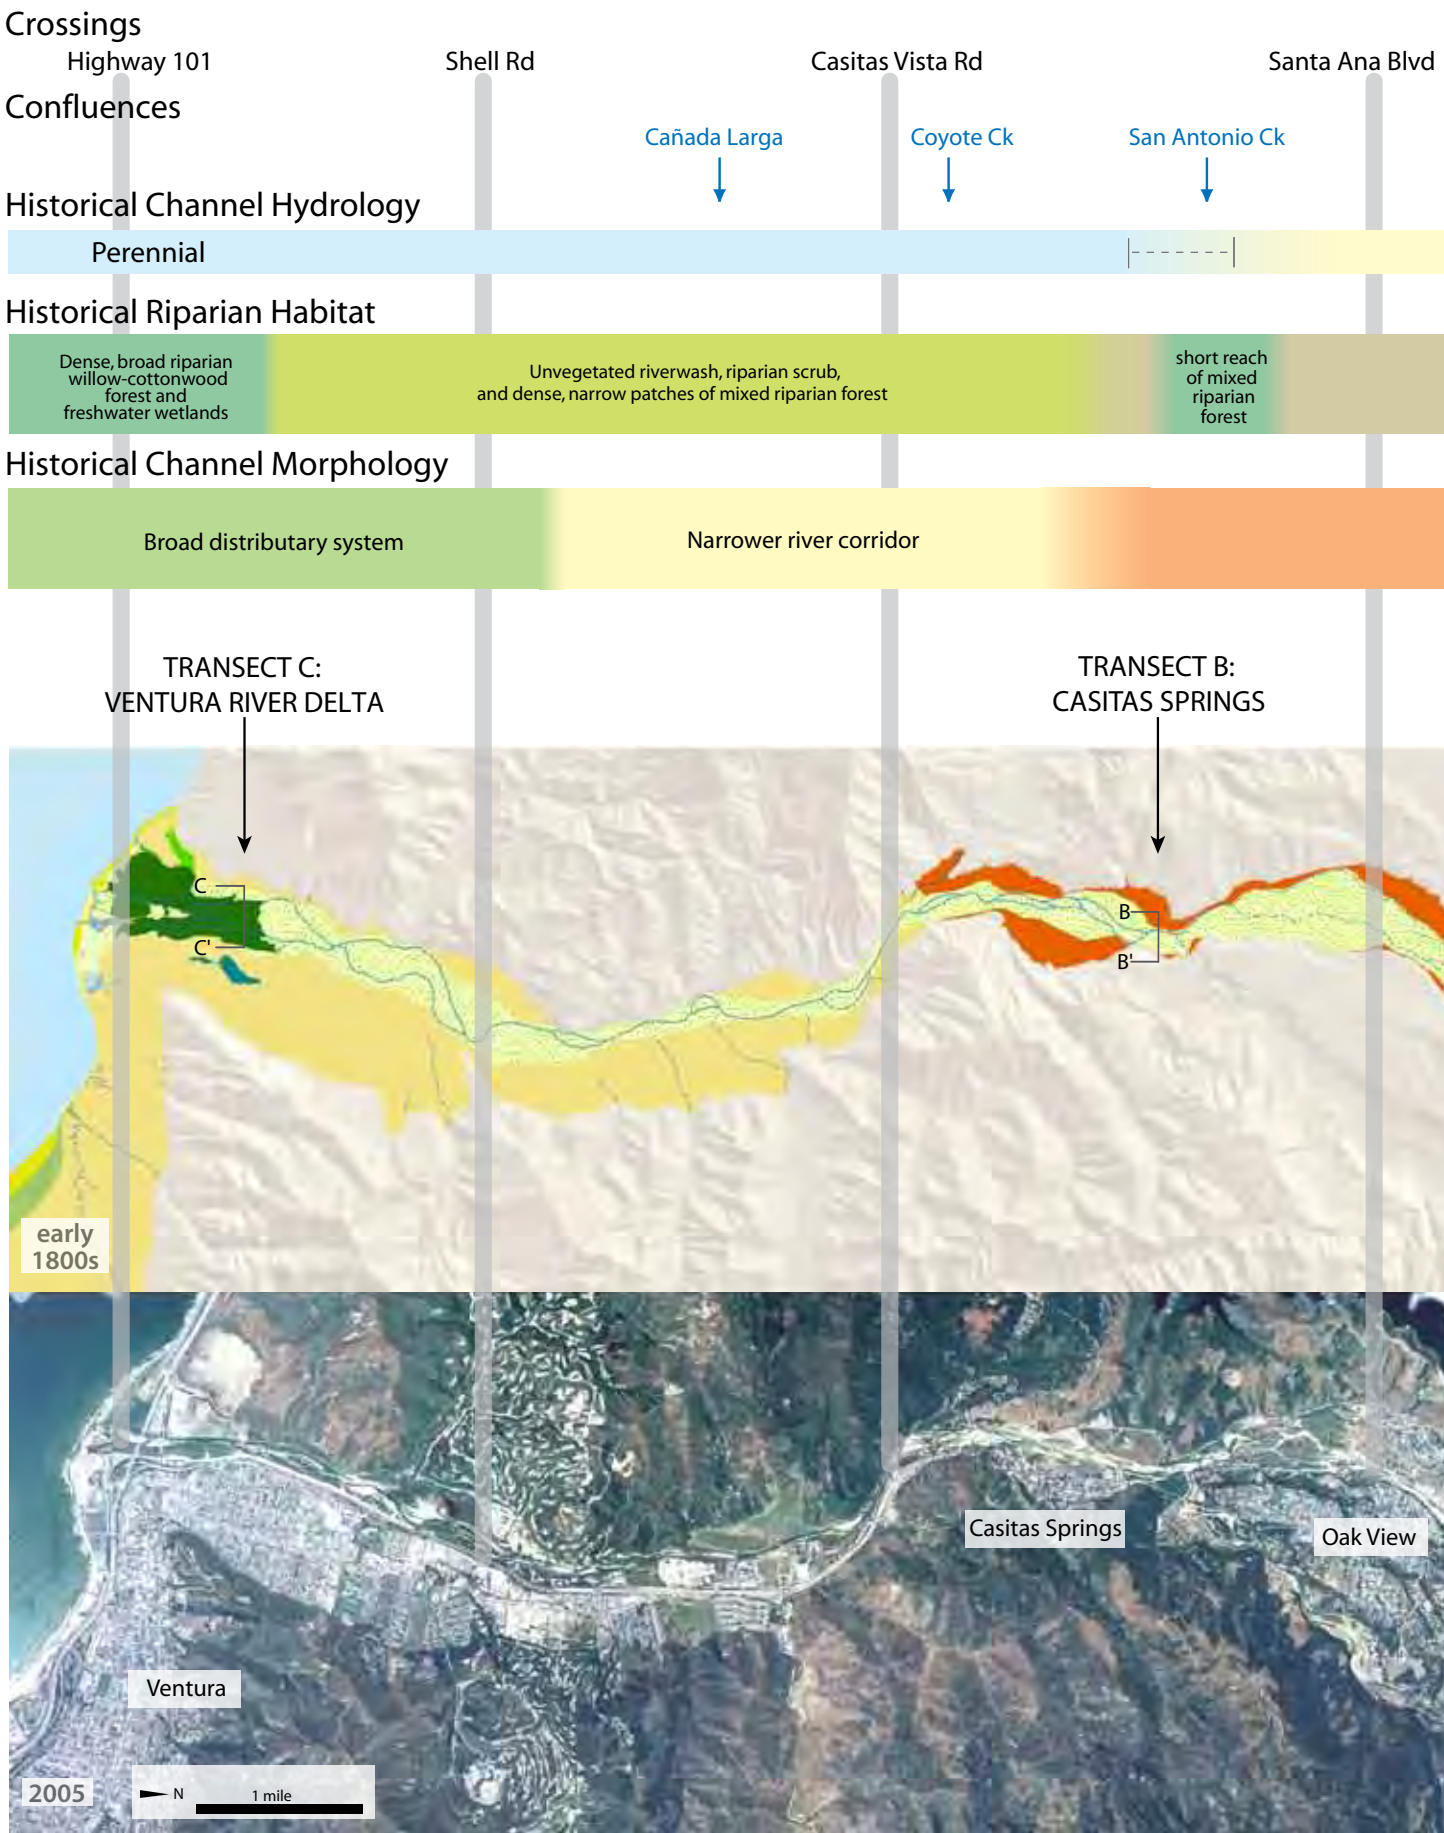 Crossings
Highway 101
Shell Rd
Casitas Vista Rd
Santa Ana Blvd
Confluences
Cañada Larga
Coyote Ck
San Antonio Ck
Historical Channel Hydrology
Perennial
Historical Riparian Habitat
Dense, broad riparian
willow-cottonwood
forest and
freshwater wetlands
Unvegetated riverwash, riparian scrub,
and dense, narrow patches of mixed riparian forest
short reach
of mixed
riparian
forest
Historical Channel Morphology
Broad distributary system
Narrower river corridor
TRANSECT C:
VENTURA RIVER DELTA
TRANSECT B:
CASITAS SPRINGS
C
C'
B
B'
early
1800s
Casitas Springs
Oak View
Ventura
2005
N
1 mile